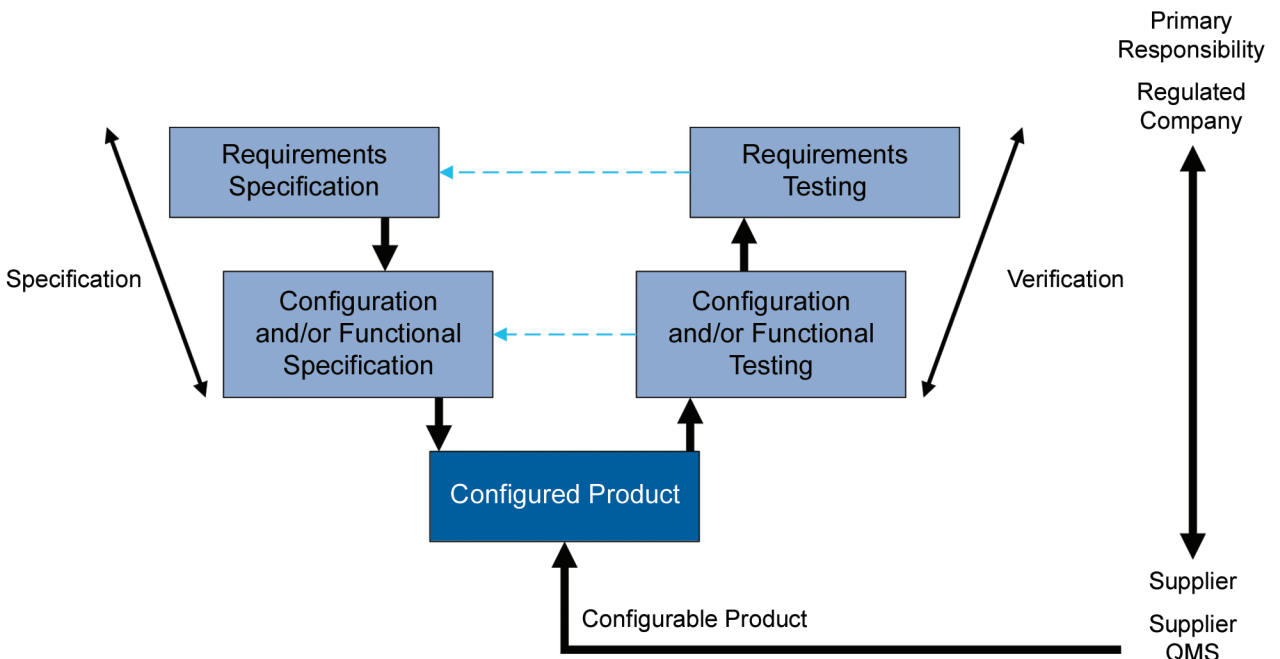 Primary
Responsibility
Regulated
Company
Requirements
Specification
Requirements
Testing
Specification
Configuration
and/or Functional
Specification
Configuration
and/or Functional
Testing
Verification
Configured Product
Configurable Product
Supplier
Supplier
QMS